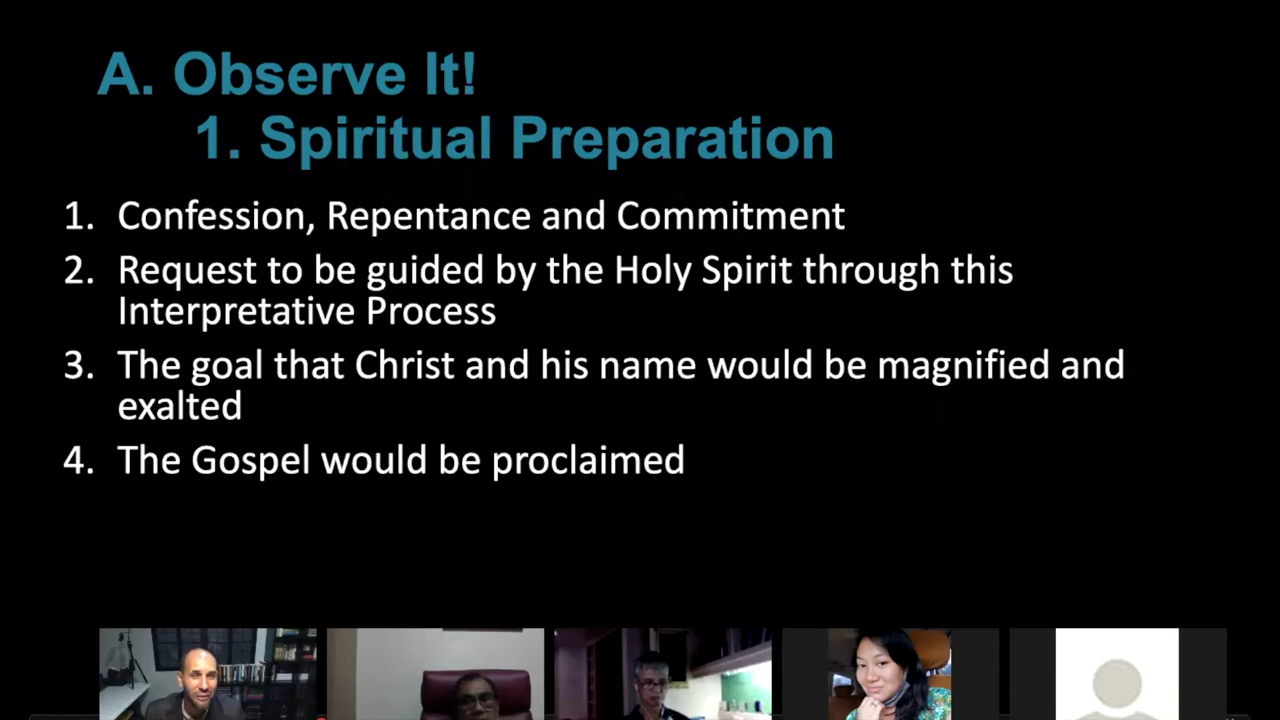 A. Observe It!
1. Spiritual Preparation
1. Confession, Repentance and Commitment
2. Request to be guided by the Holy Spirit through this
Interpretative Process
3. The goal that Christ and his name would be magnified and
exalted
4. The Gospel would be proclaimed